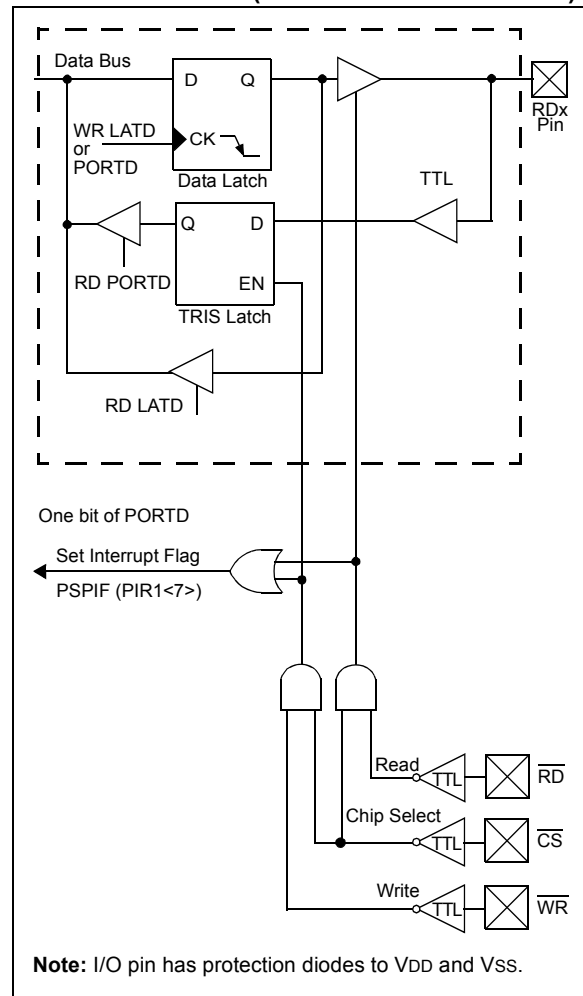 Data Bus
D Q
RDx
Pin
WR LATD
or
PORTD
CK
Data Latch
TTL
Q D
RD PORTD
EN
TRIS Latch
RD LATD
One bit of PORTD
Set Interrupt Flag
PSPIF (PIR1<7>)
Read
TTL
RD
Chip Select
TTL
CS
Write
TTL
WR
Note: I/O pin has protection diodes to VDD and VSS.